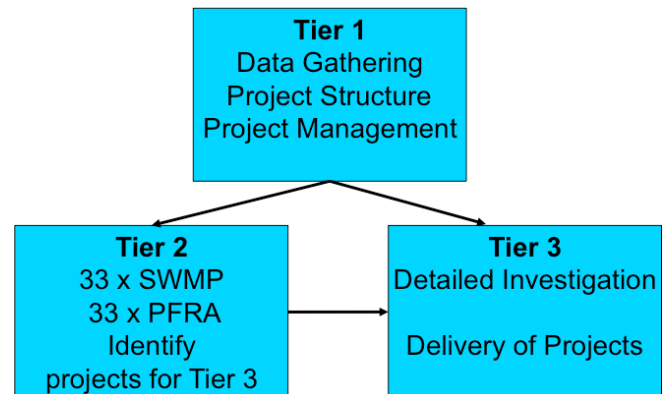 Tier 1
Data Gathering
Project Structure
Project Management
Tier 2
33 x SWMP
33 x PFRA
Identify
projects for Tier 3
Tier 3
Detailed Investigation
Delivery of Projects